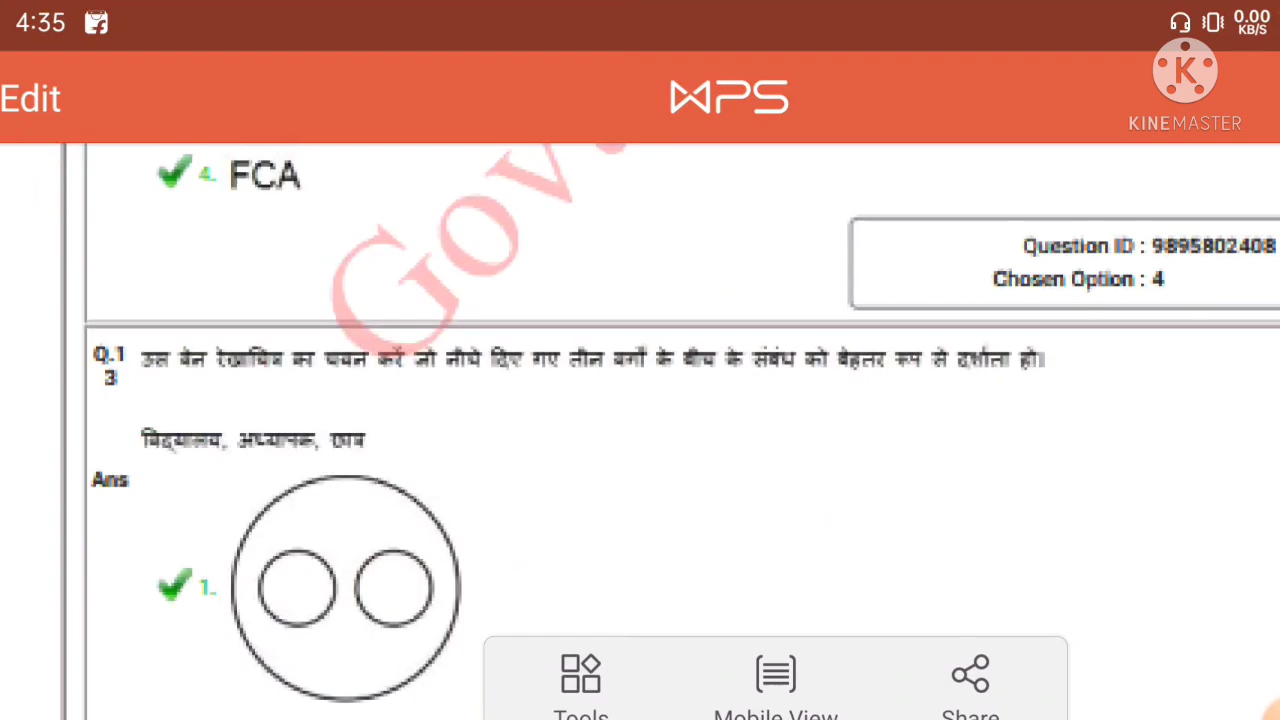 4:35
0.00
KB/S
Edit
WPS
K
KINEMASTER
4. FCA
Gov.
Question ID : 9895802408
Chosen Option : 4
Q.1
3
उस वेन रेखाचित्र का चयन करें जो नीचे दिए गए तीन वर्गों के बीच के संबंध को बेहतर रूप से दर्शाता हो।
विद्यालय, अध्यापक, छात्र
Ans
1.
Tools
Mobile View
Share